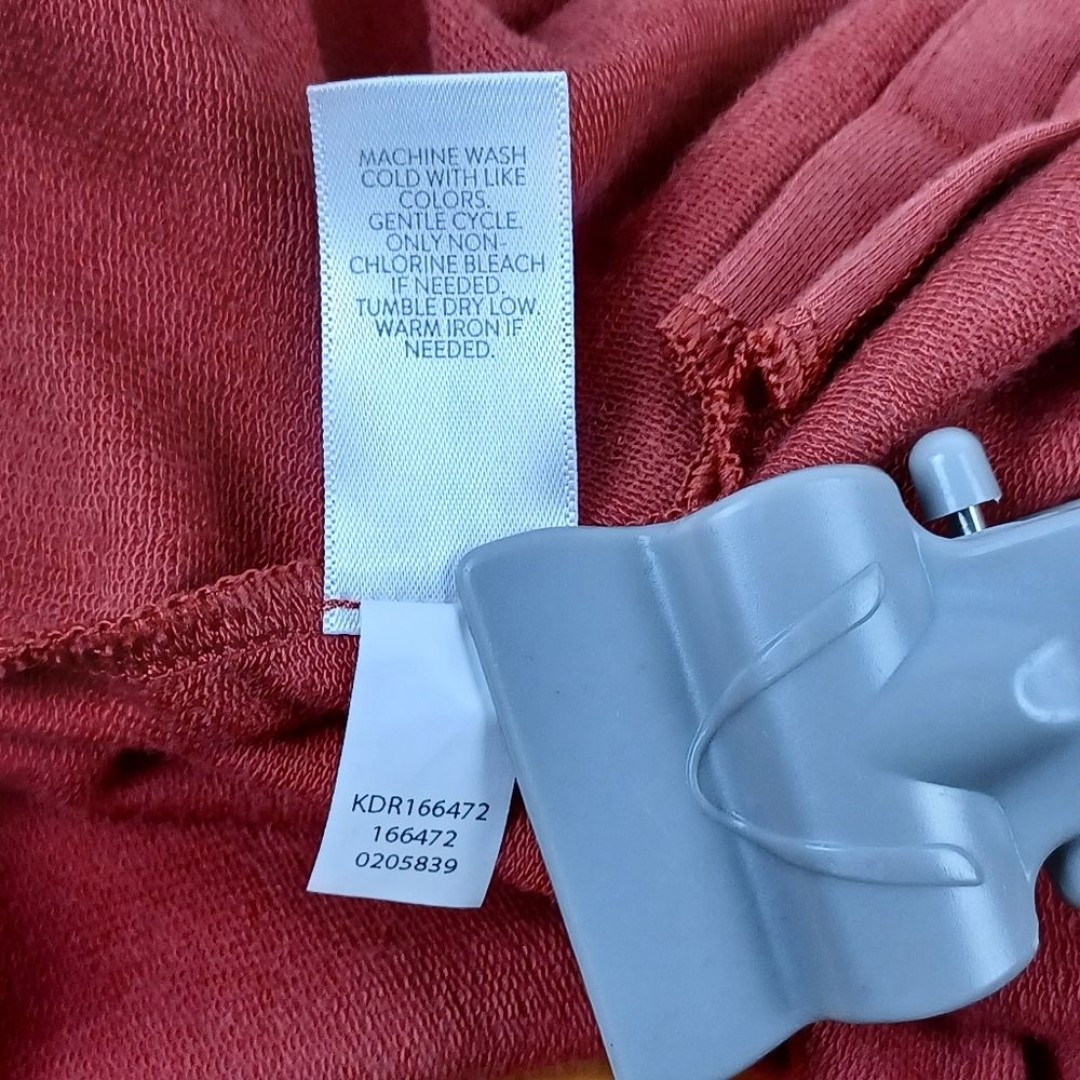 MACHINE WASH
COLD WITH LIKE
COLORS.
GENTLE CYCLE.
ONLY NON-
CHLORINE BLEACH
IF NEEDED.
TUMBLE DRY LOW.
WARM IRON IF
NEEDED.
KDR166472
166472
0205839